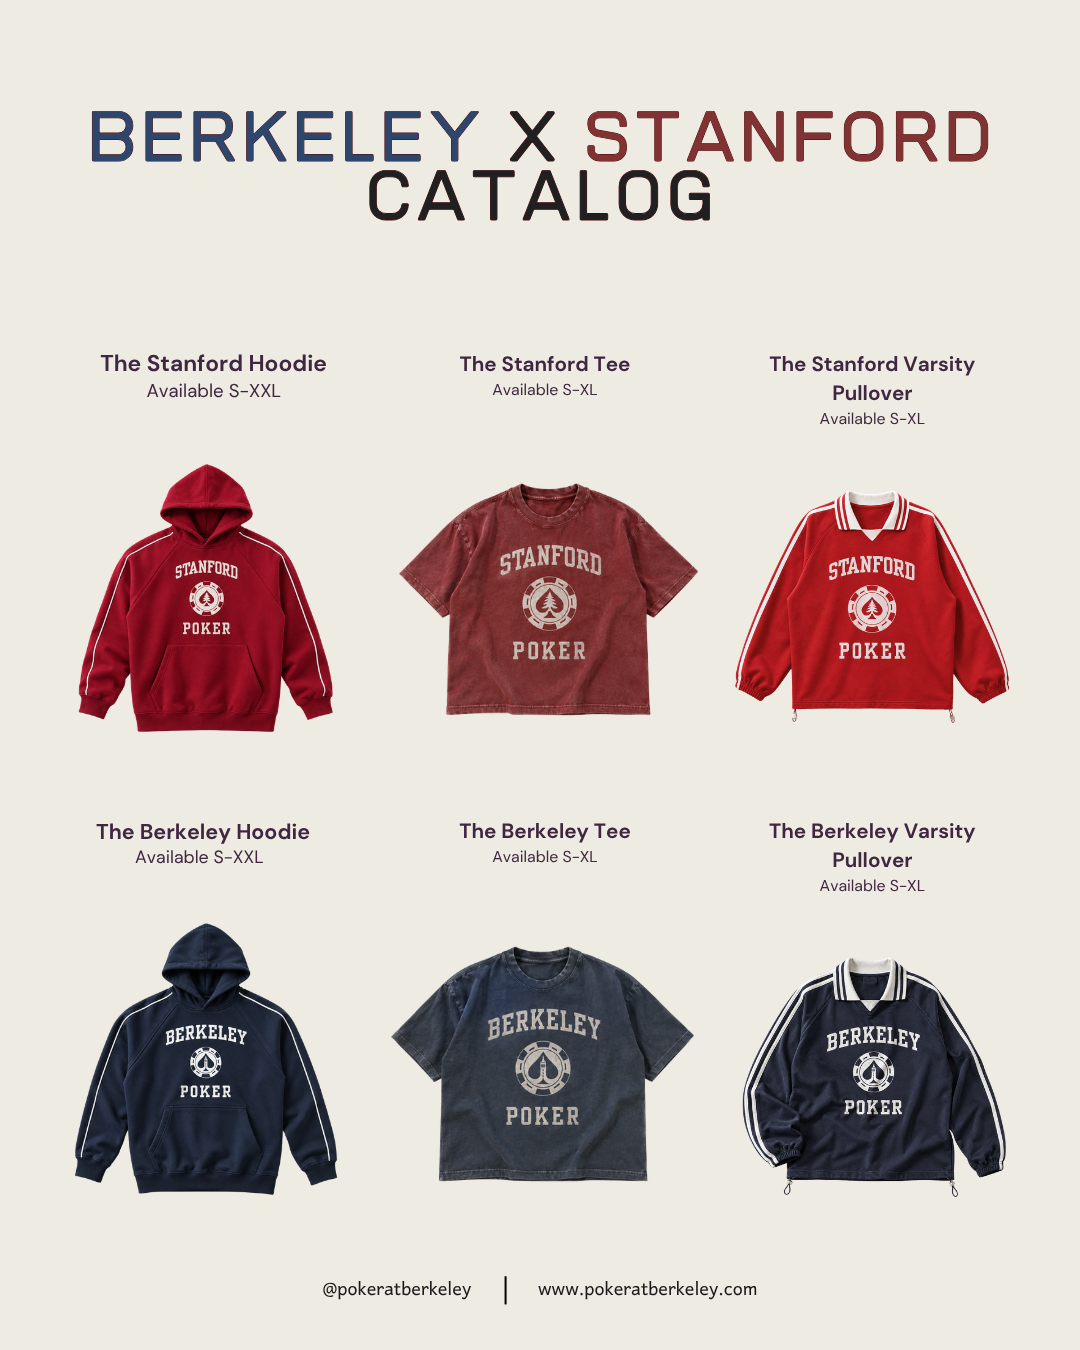 BERKELEY X STANFORD
CATALOG
The Stanford Hoodie
Available S-XXL
The Stanford Tee
Available S-XL
The Stanford Varsity
Pullover
Available S-XL
STANFORD
POKER
STANFORD
POKER
STANFORD
POKER
The Berkeley Hoodie
Available S-XXL
The Berkeley Tee
Available S-XL
The Berkeley Varsity
Pullover
Available S-XL
BERKELEY
POKER
BERKELEY
POKER
BERKELEY
POKER
@pokeratberkeley | www.pokeratberkeley.com